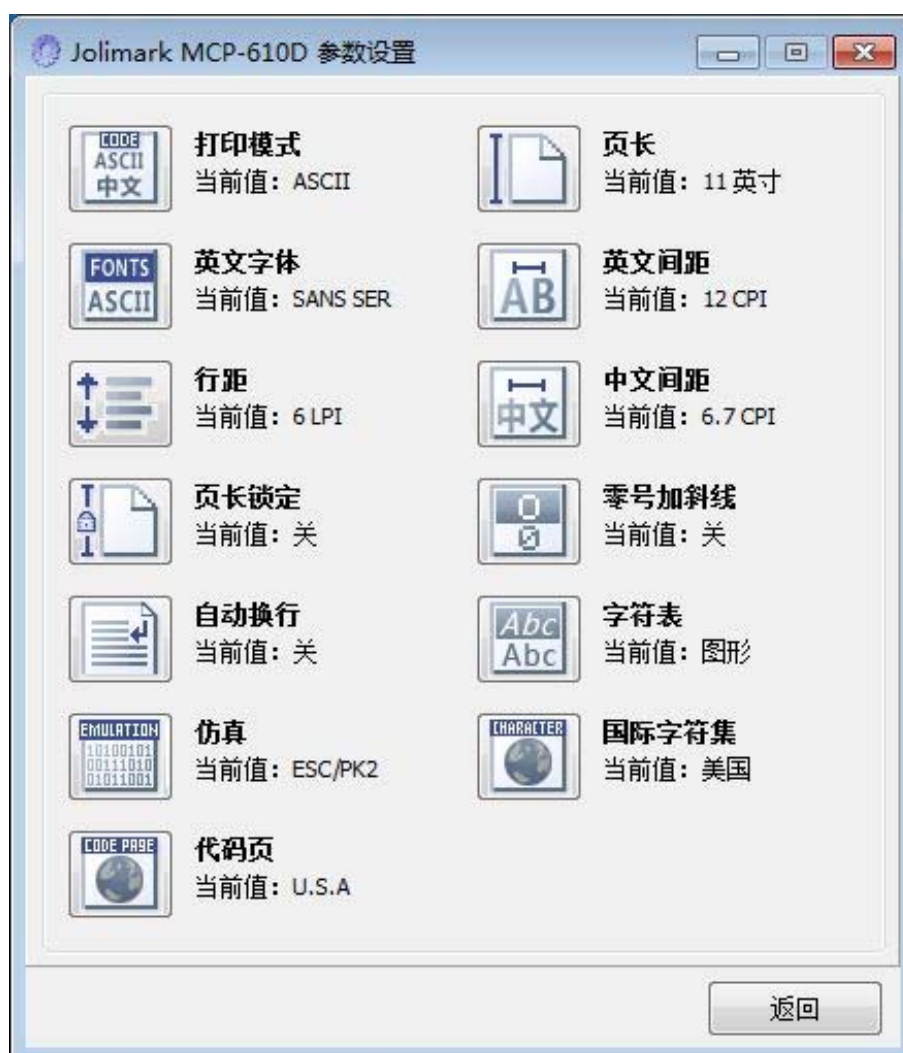 Jolimark MCP-610D 参数设置
CODE
ASCII
中文
打印模式
当前值：ASCII
页长
当前值：11 英寸
FONTS
ASCII
英文字体
当前值：SANS SER
AB
英文间距
当前值：12 CPI
行距
当前值：6 LPI
中文
中文间距
当前值：6.7 CPI
页长锁定
当前值：关
0
0
零号加斜线
当前值：关
自动换行
当前值：关
Abc
Abc
字符表
当前值：图形
EMULATION
10100101
00111010
01011001
仿真
当前值：ESC/PK2
CHARACTER
国际字符集
当前值：美国
CODE PAGE
代码页
当前值：U.S.A
返回